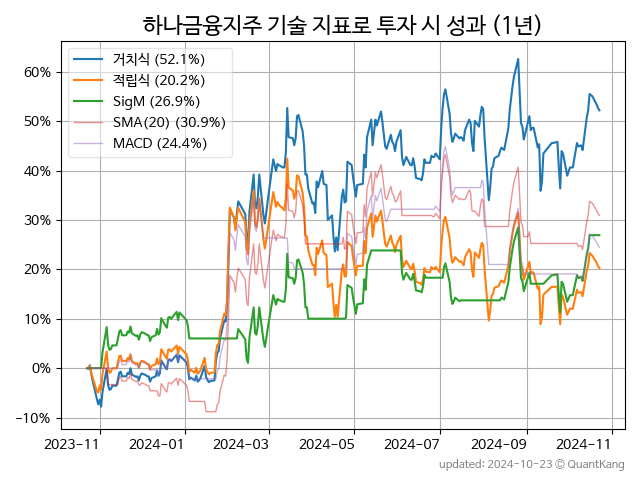 하나금융지주 기술 지표로 투자 시 성과 (1년)
거치식 (52.1%)
적립식 (20.2%)
SigM (26.9%)
SMA(20) (30.9%)
MACD (24.4%)
60%
50%
40%
30%
20%
10%
0%
−10%
2023−11 2024−01 2024−03 2024−05 2024−07 2024−09 2024−11
updated: 2024-10-23 © QuantKang